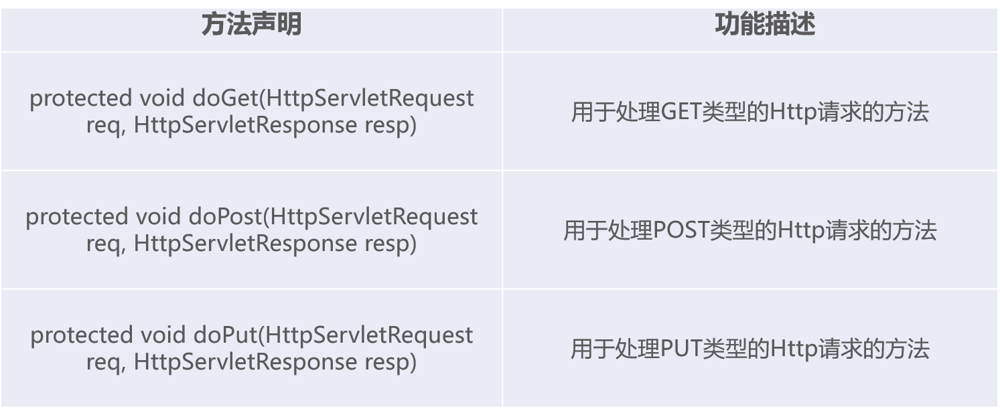 方法声明
功能描述
protected void doGet(HttpServletRequest
req, HttpServletResponse resp)
用于处理GET类型的Http请求的方法
protected void doPost(HttpServletRequest
req, HttpServletResponse resp)
用于处理POST类型的Http请求的方法
protected void doPut(HttpServletRequest
req, HttpServletResponse resp)
用于处理PUT类型的Http请求的方法